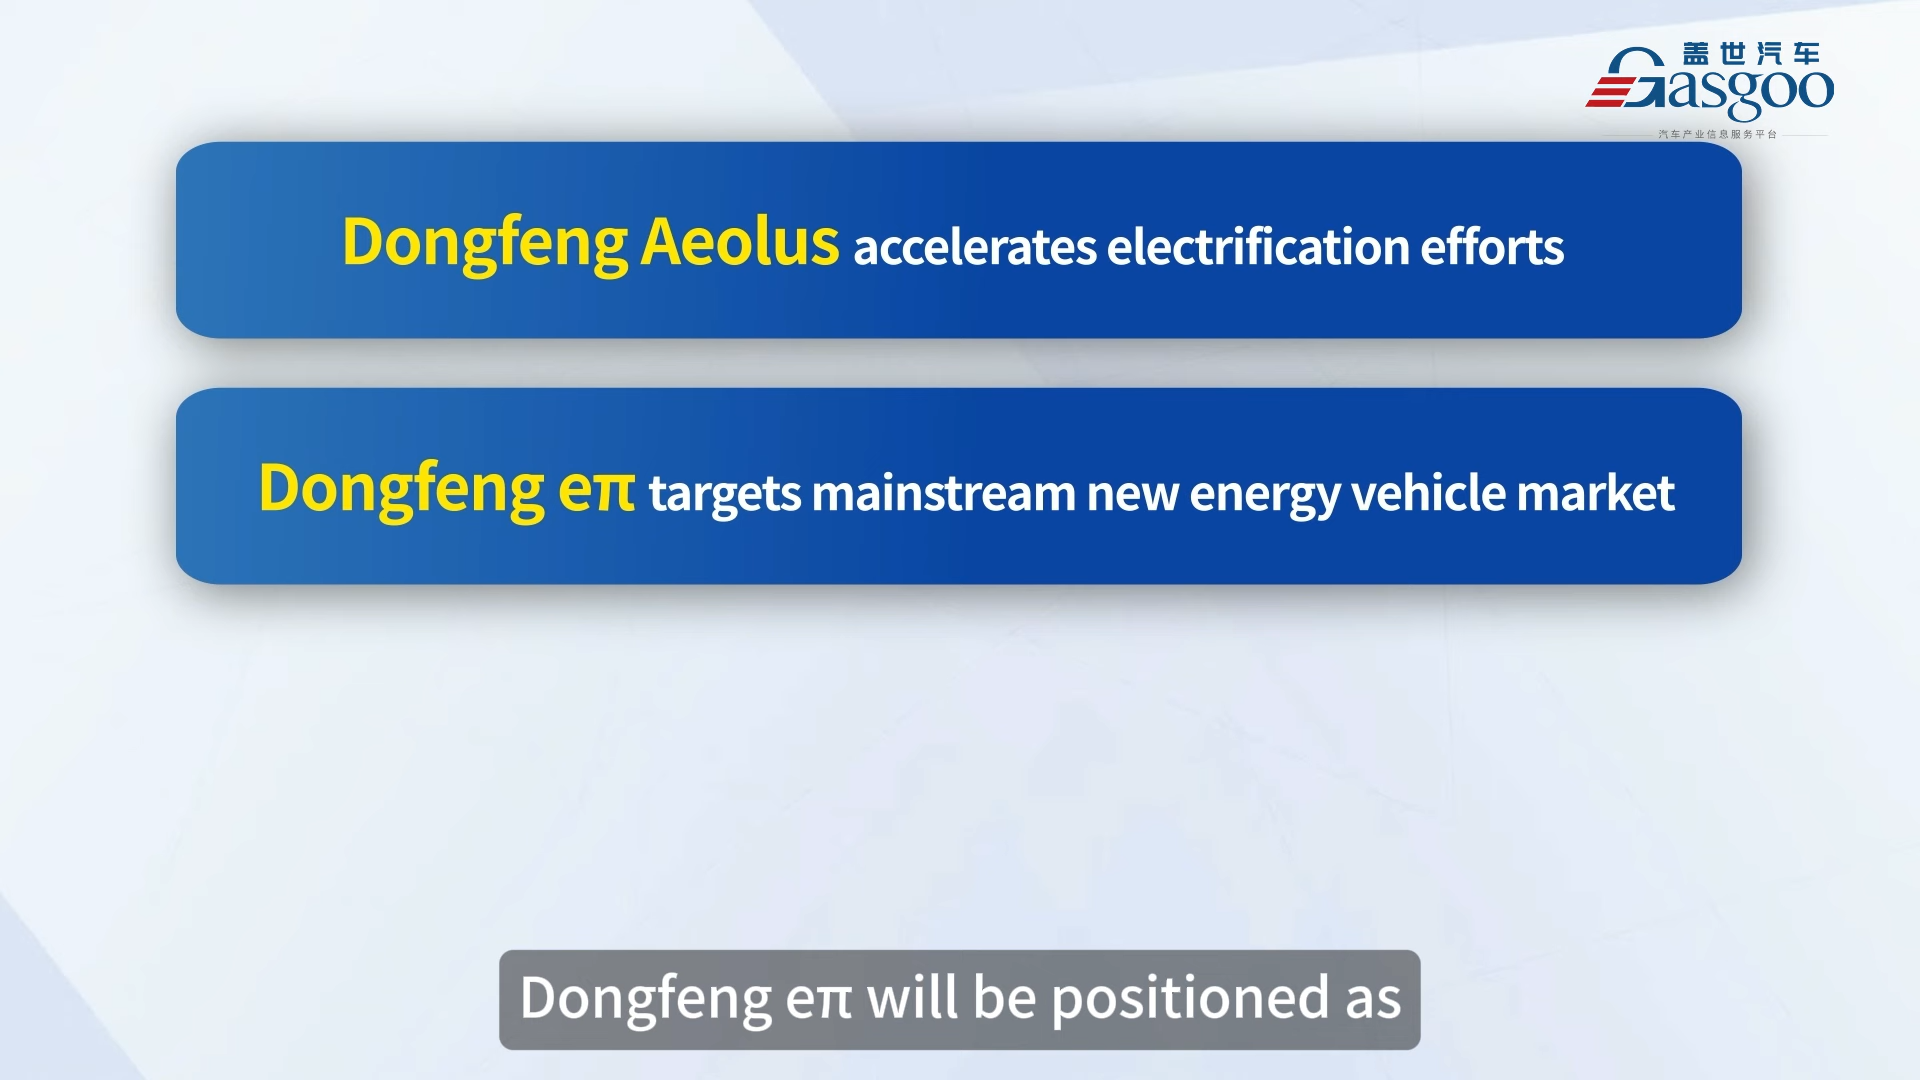 盖世汽车
Gasgoo
汽车产业信息服务平台
Dongfeng Aeolus accelerates electrification efforts
Dongfeng eπ targets mainstream new energy vehicle market
Dongfeng eπ will be positioned as